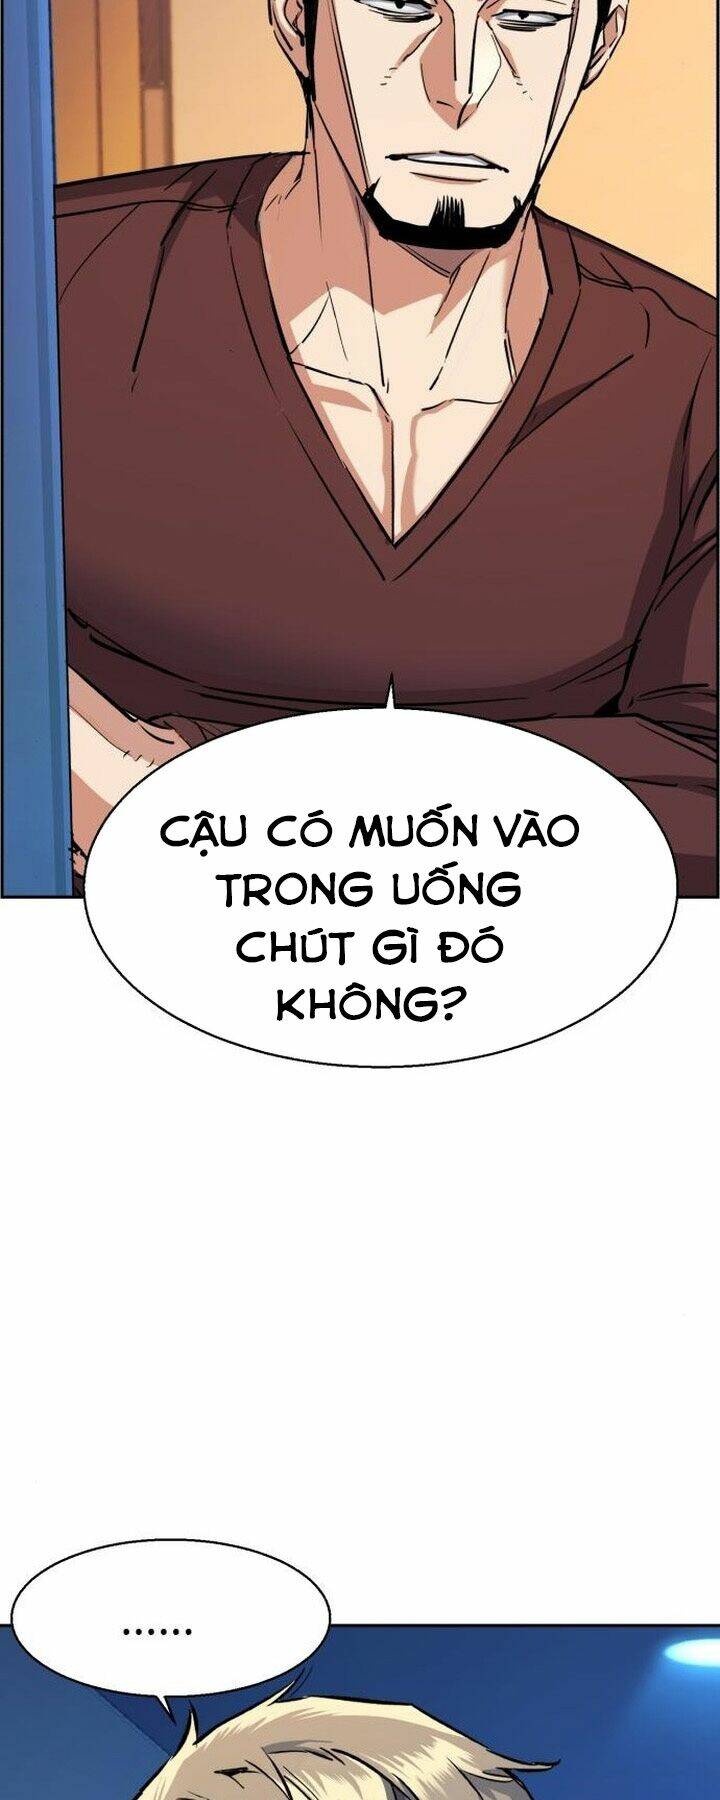 CẬU CÓ MUỐN VÀO
TRONG UỐNG
CHÚT GÌ ĐÓ
KHÔNG?
......